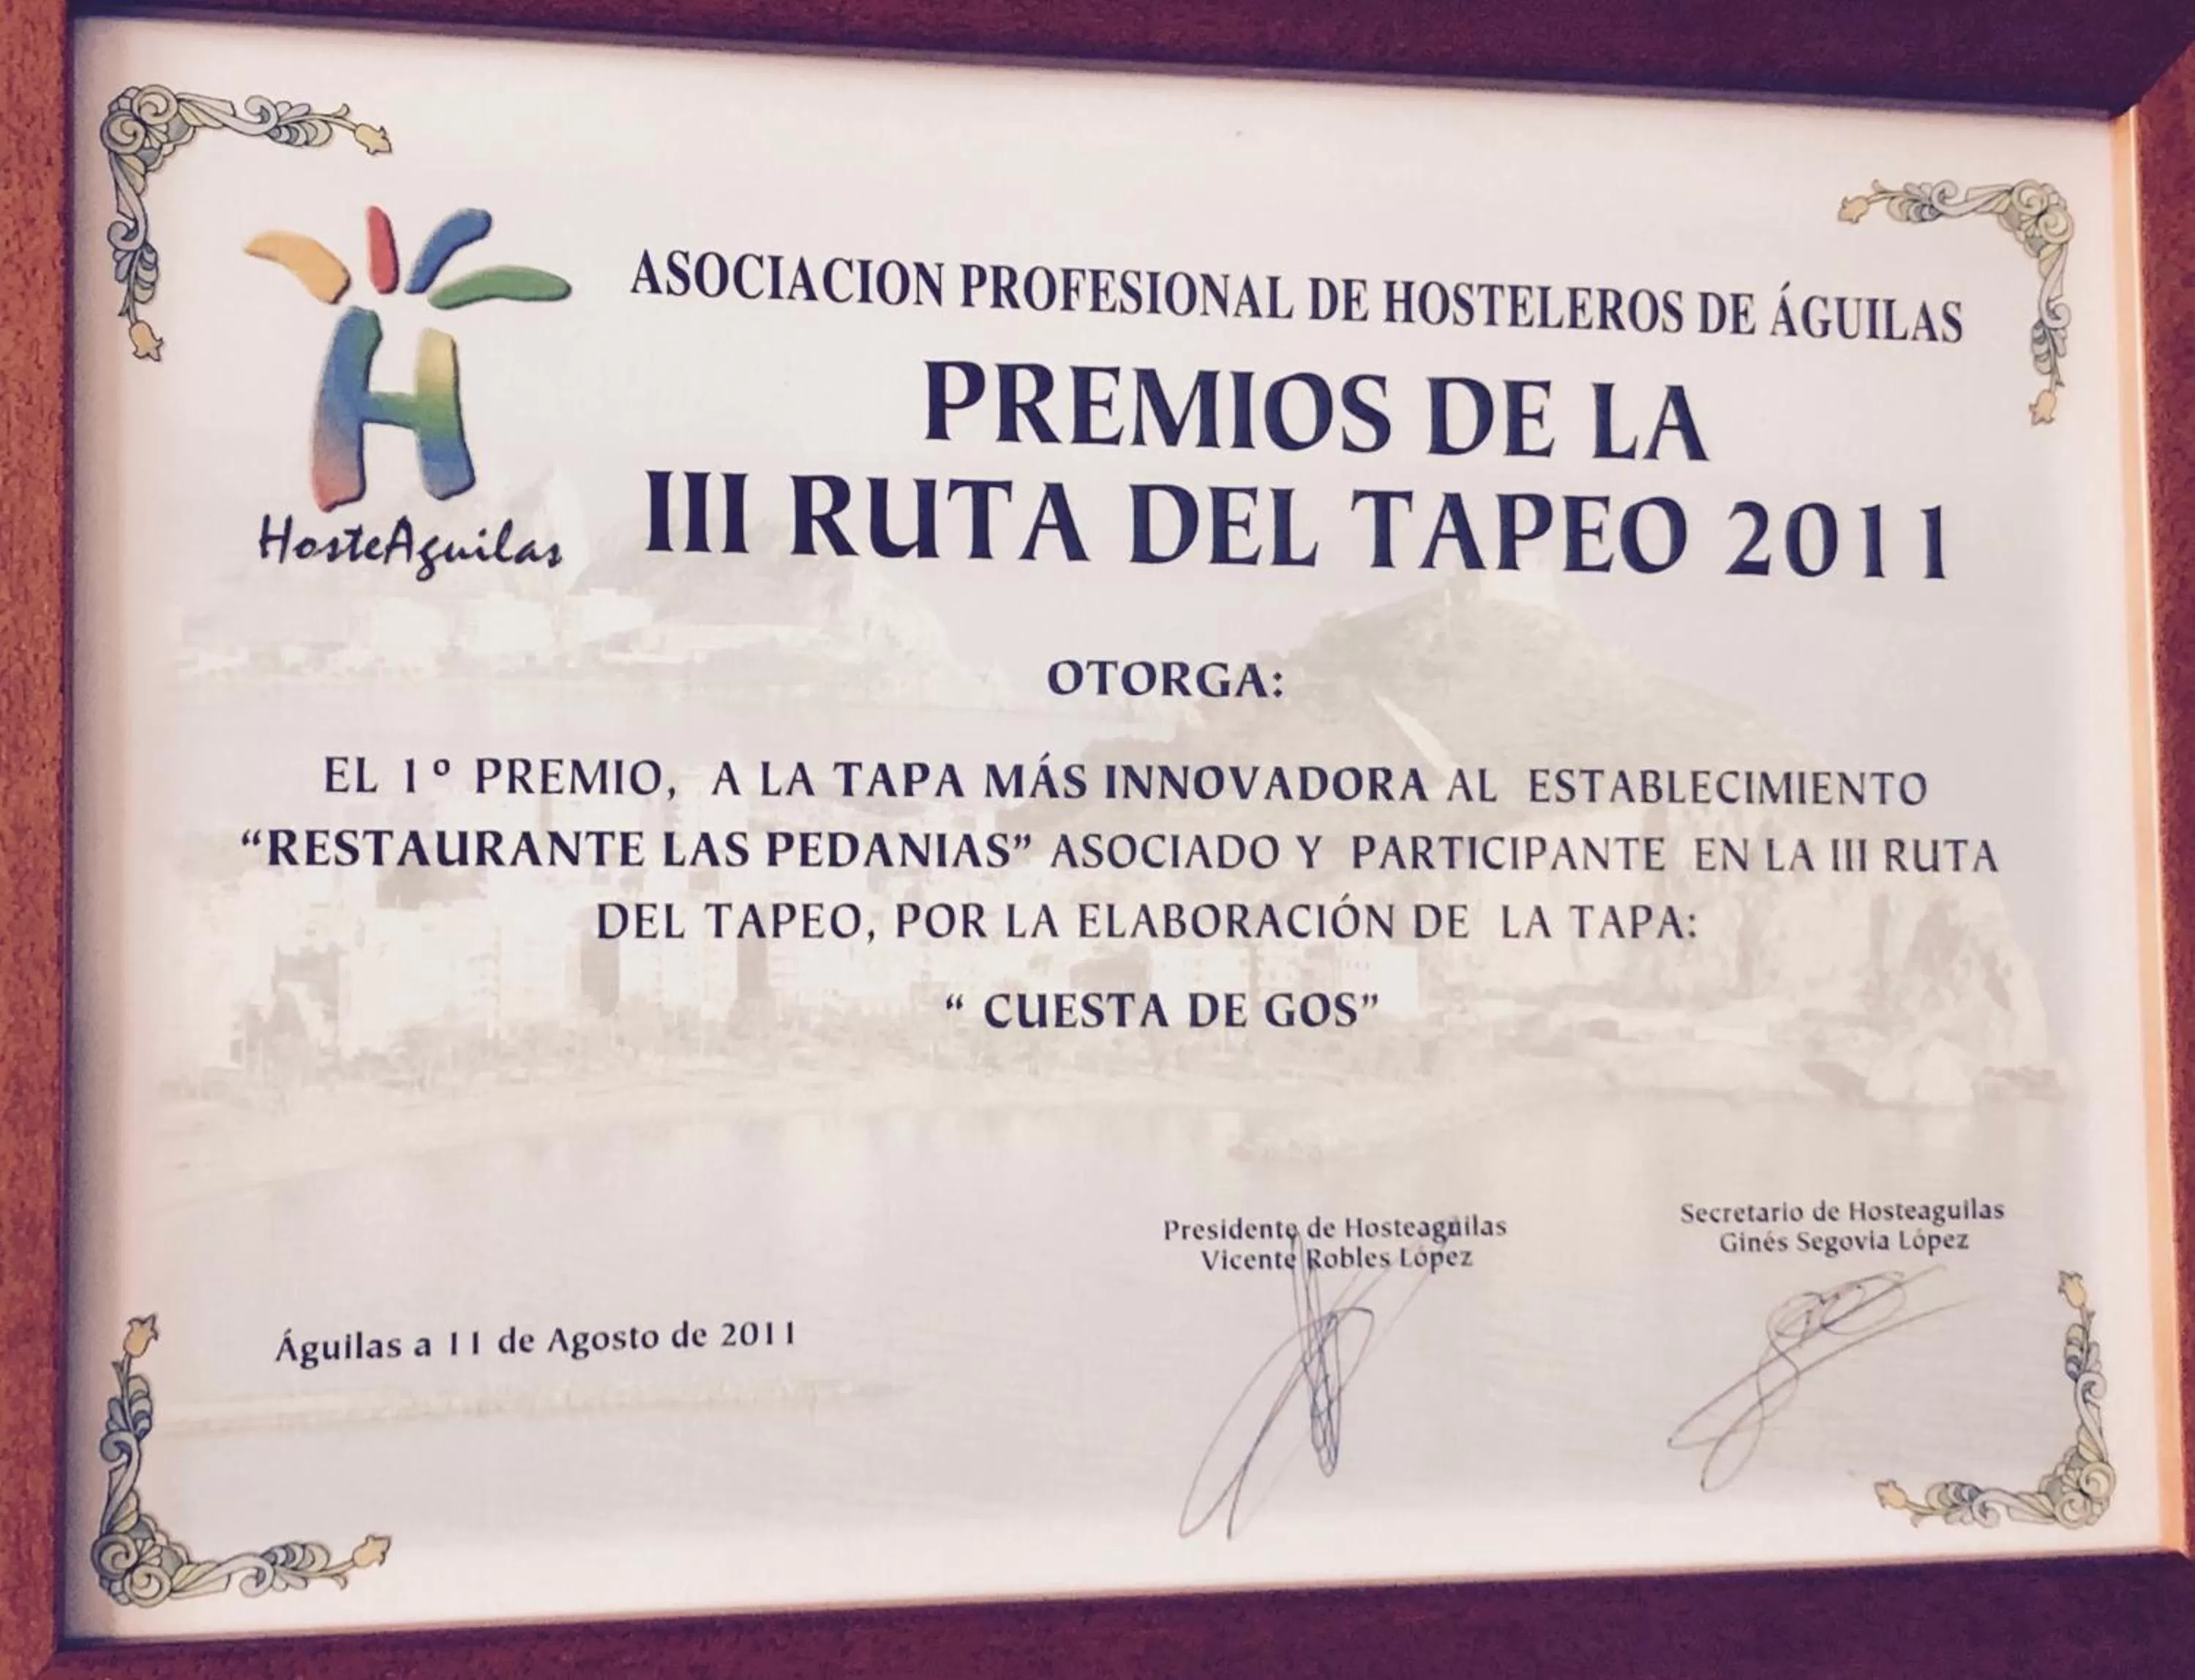 ASOCIACION PROFESIONAL DE HOSTELEROS DE ÁGUILAS
PREMIOS DE LA
III RUTA DEL TAPEO 2011
H
HosteAguilas
OTORGA:
EL 1º PREMIO, A LA TAPA MÁS INNOVADORA AL ESTABLECIMIENTO
“RESTAURANTE LAS PEDANIAS” ASOCIADO Y PARTICIPANTE EN LA III RUTA
DEL TAPEO, POR LA ELABORACIÓN DE LA TAPA:
“ CUESTA DE GOS”
Presidente de Hosteaguilas
Vicente Robles López
Secretario de Hosteaguilas
Ginés Segovia López
Águilas a 11 de Agosto de 2011